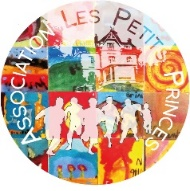 ASSOCIATION LES PETITS PRINCES